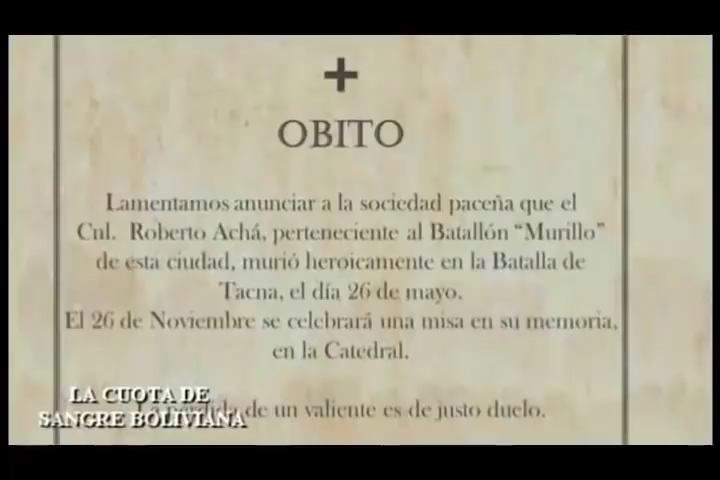 OBITO
Lamentamos anunciar a la sociedad paceña que el
Cnl. Roberto Achá, perteneciente al Batallón “Murillo”
de esta ciudad, murió heroicamente en la Batalla de
Tacna, el día 26 de mayo.
El 26 de Noviembre se celebrará una misa en su memoria,
en la Catedral.
de un valiente es de justo duelo.
LA CUOTA DE
SANGRE BOLIVIANA